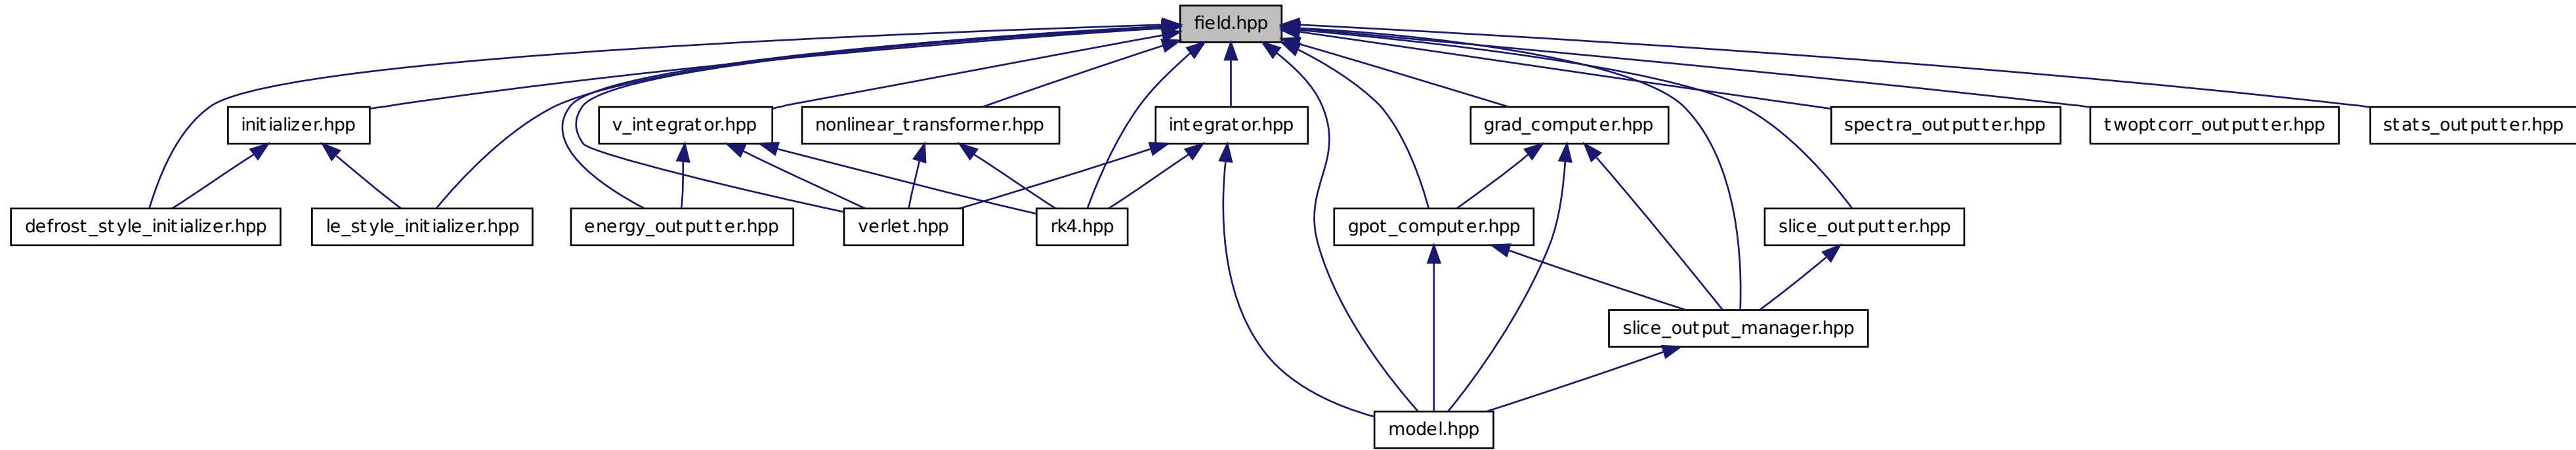 field.hpp
initializer.hpp
v_integrator.hpp
nonlinear_transformer.hpp
integrator.hpp
grad_computer.hpp
spectra_outputter.hpp
twoptcorr_outputter.hpp
stats_outputter.hpp
defrost_style_initializer.hpp
le_style_initializer.hpp
energy_outputter.hpp
verlet.hpp
rk4.hpp
gpot_computer.hpp
slice_outputter.hpp
slice_output_manager.hpp
model.hpp